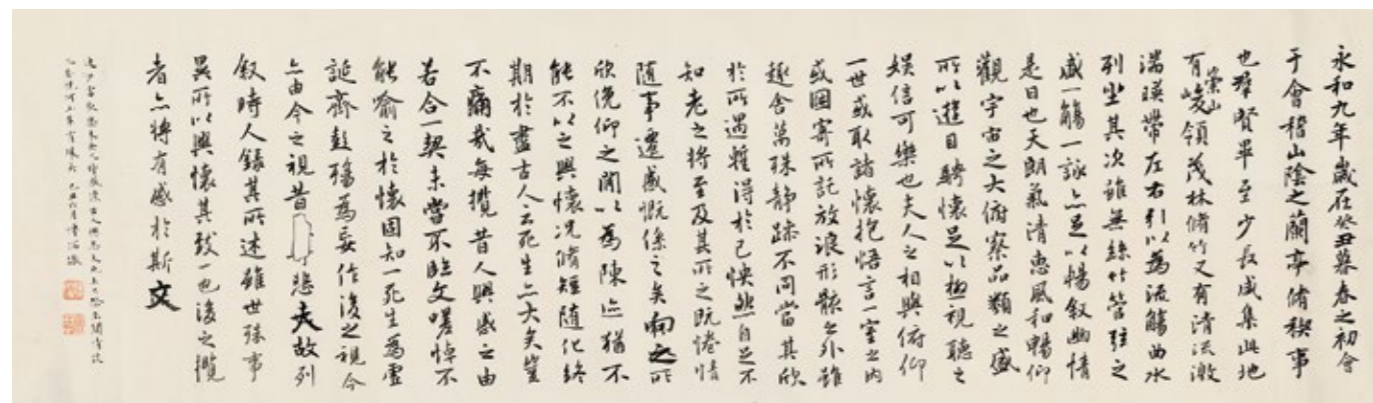 永和九年歲在癸丑暮春之初會
于會稽山陰之蘭亭脩稧事
也羣賢畢至少長咸集此地
有崇山峻領茂林脩竹又有清流激
湍暎帶左右引以為流觴曲水
列坐其次雖無絲竹管弦之
盛一觴一詠亦足以暢叙幽情
是日也天朗氣清惠風和暢仰
觀宇宙之大俯察品類之盛
所以遊目騁懷足以極視聽之
娛信可樂也夫人之相與俯仰
一世或取諸懷抱悟言一室之內
或因寄所託放浪形骸之外雖
趣舍萬殊靜躁不同當其欣
於所遇暫得於己怏然自足不
知老之將至及其所之既惓情
隨事遷感慨係之矣向之所
欣俛仰之閒以為陳迹猶不
能不以之興懷況脩短隨化終
期於盡古人云死生亦大矣豈
不痛哉每攬昔人興感之由
若合一契未嘗不臨文嗟悼不
能喻之於懷固知一死生為虛
誕齊彭殤為妄作後之視今
亦由今之視昔悲夫故列
叙時人錄其所述雖世殊事
異所以興懷其致一也後之攬
者亦將有感於斯文